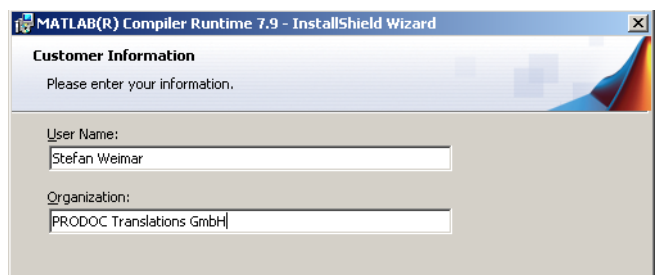 MATLAB(R) Compiler Runtime 7.9 - InstallShield Wizard
Customer Information
Please enter your information.
User Name:
Stefan Weimar
Organization:
PRODOC Translations GmbH